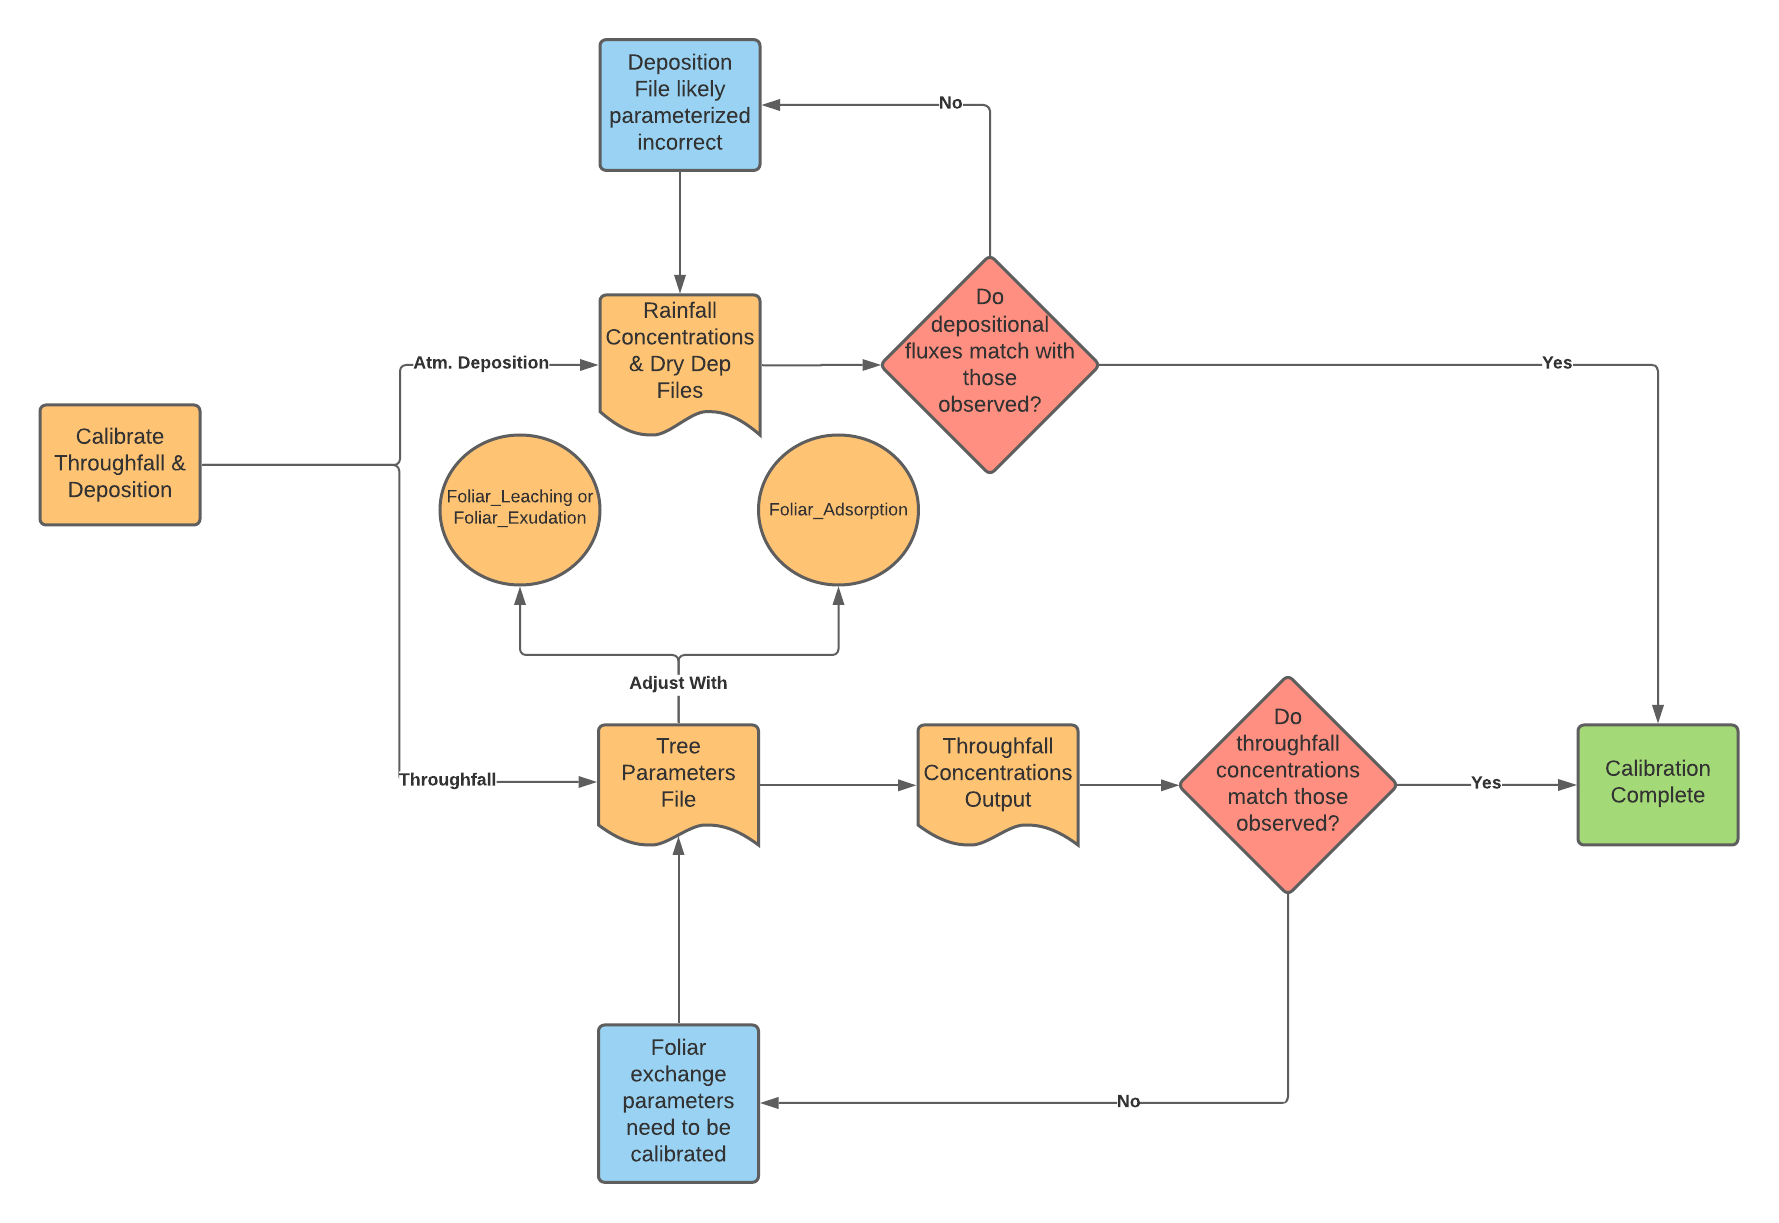 Deposition
File likely
parameterized
incorrect
No
Rainfall
Concentrations
& Dry Dep
Files
Do
depositional
fluxes match with
those
observed?
Atm. Deposition
Yes
Calibrate
Throughfall &
Deposition
Foliar_Leaching or
Foliar_Exudation
Foliar_Adsorption
Adjust With
Throughfall
Tree
Parameters
File
Throughfall
Concentrations
Output
Do
throughfall
concentrations
match those
observed?
Yes
Calibration
Complete
Foliar
exchange
parameters
need to be
calibrated
No